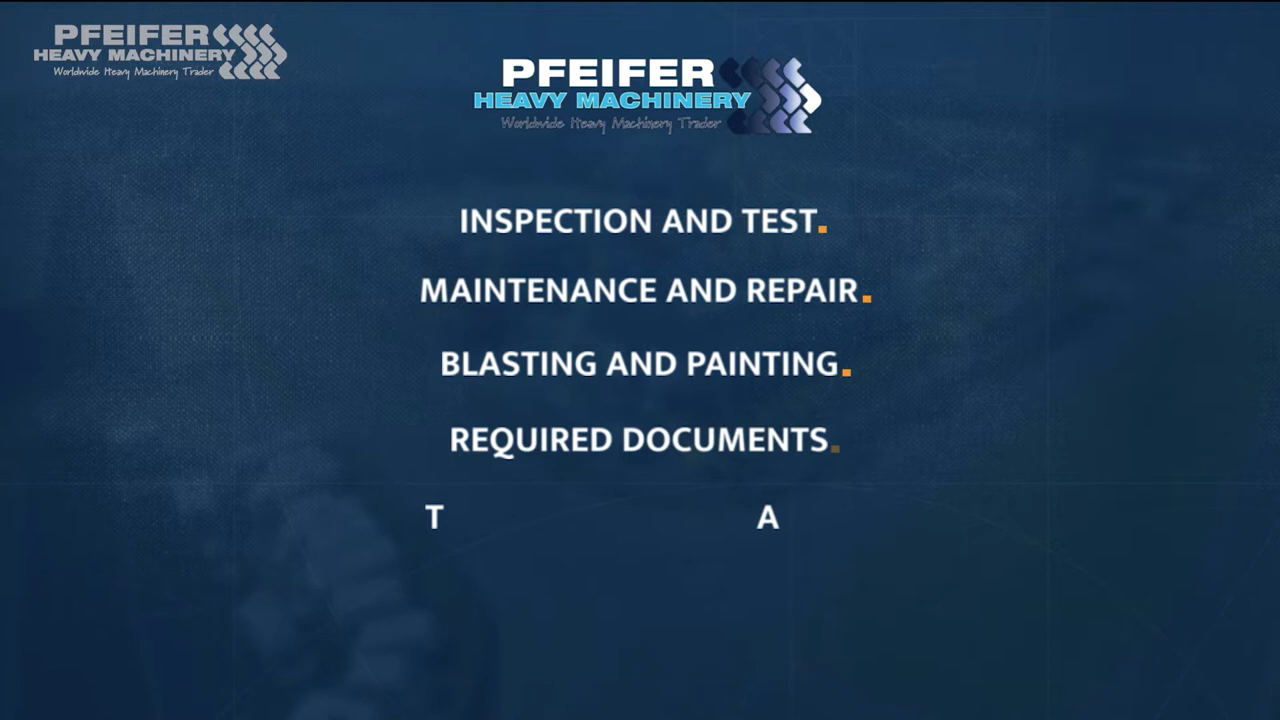 PFEIFER
HEAVY MACHINERY
Worldwide Heavy Machinery Trader
PFEIFER
HEAVY MACHINERY
Worldwide Heavy Machinery Trader
INSPECTION AND TEST.
MAINTENANCE AND REPAIR.
BLASTING AND PAINTING.
REQUIRED DOCUMENTS.
T A